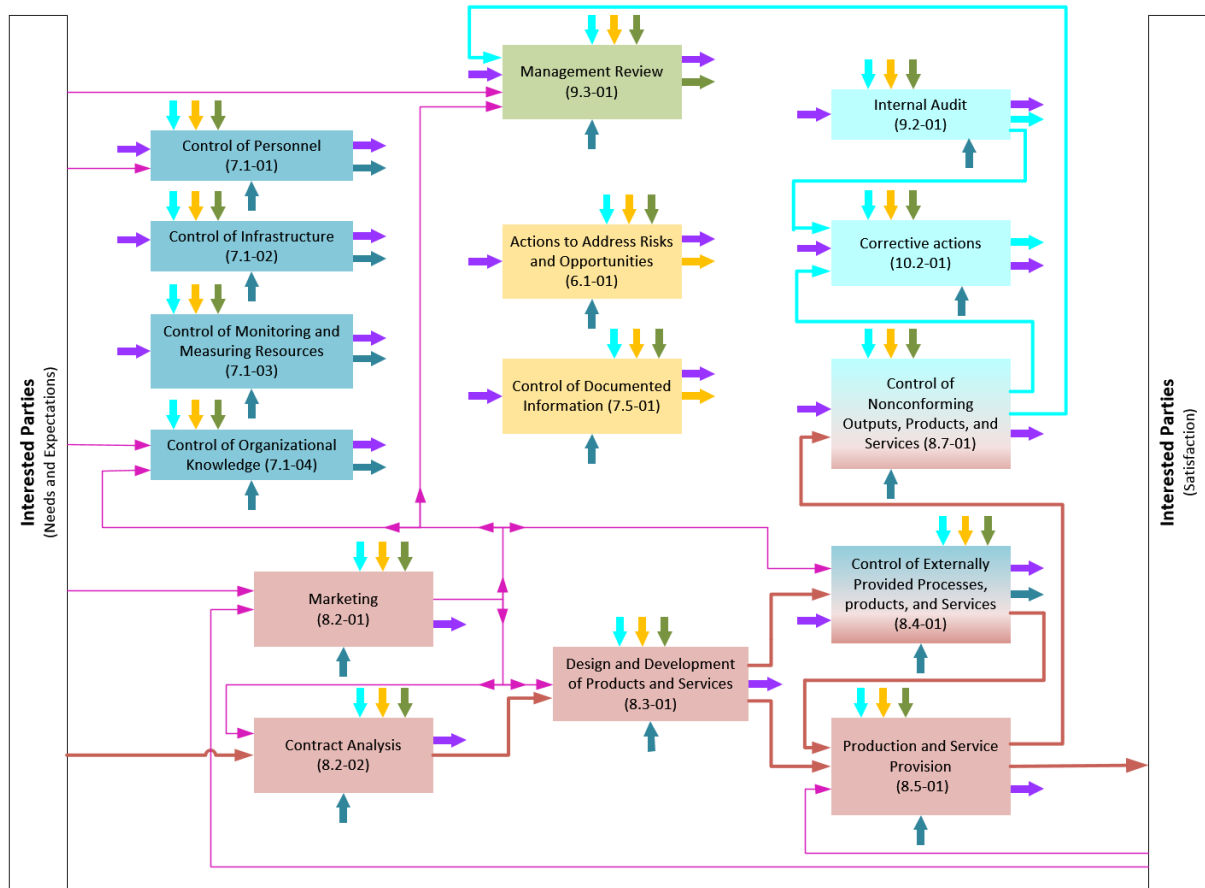 Interested Parties
(Needs and Expectations)
Management Review
(9.3-01)
Internal Audit
(9.2-01)
Control of Personnel
(7.1-01)
Control of Infrastructure
(7.1-02)
Actions to Address Risks
and Opportunities
(6.1-01)
Corrective actions
(10.2-01)
Control of Monitoring and
Measuring Resources
(7.1-03)
Control of Documented
Information (7.5-01)
Control of
Nonconforming
Outputs, Products, and
Services (8.7-01)
Control of Organizational
Knowledge (7.1-04)
Marketing
(8.2-01)
Control of Externally
Provided Processes,
products, and Services
(8.4-01)
Design and Development
of Products and Services
(8.3-01)
Contract Analysis
(8.2-02)
Production and Service
Provision
(8.5-01)
Interested Parties
(Satisfaction)